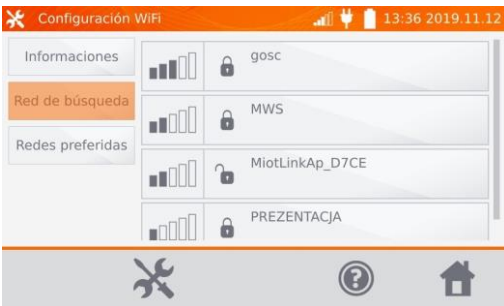 Configuración WiFi
13:36 2019.11.12
Informaciones
Red de búsqueda
Redes preferidas
gosc
MWS
MiotLinkAp_D7CE
PREZENTACJA